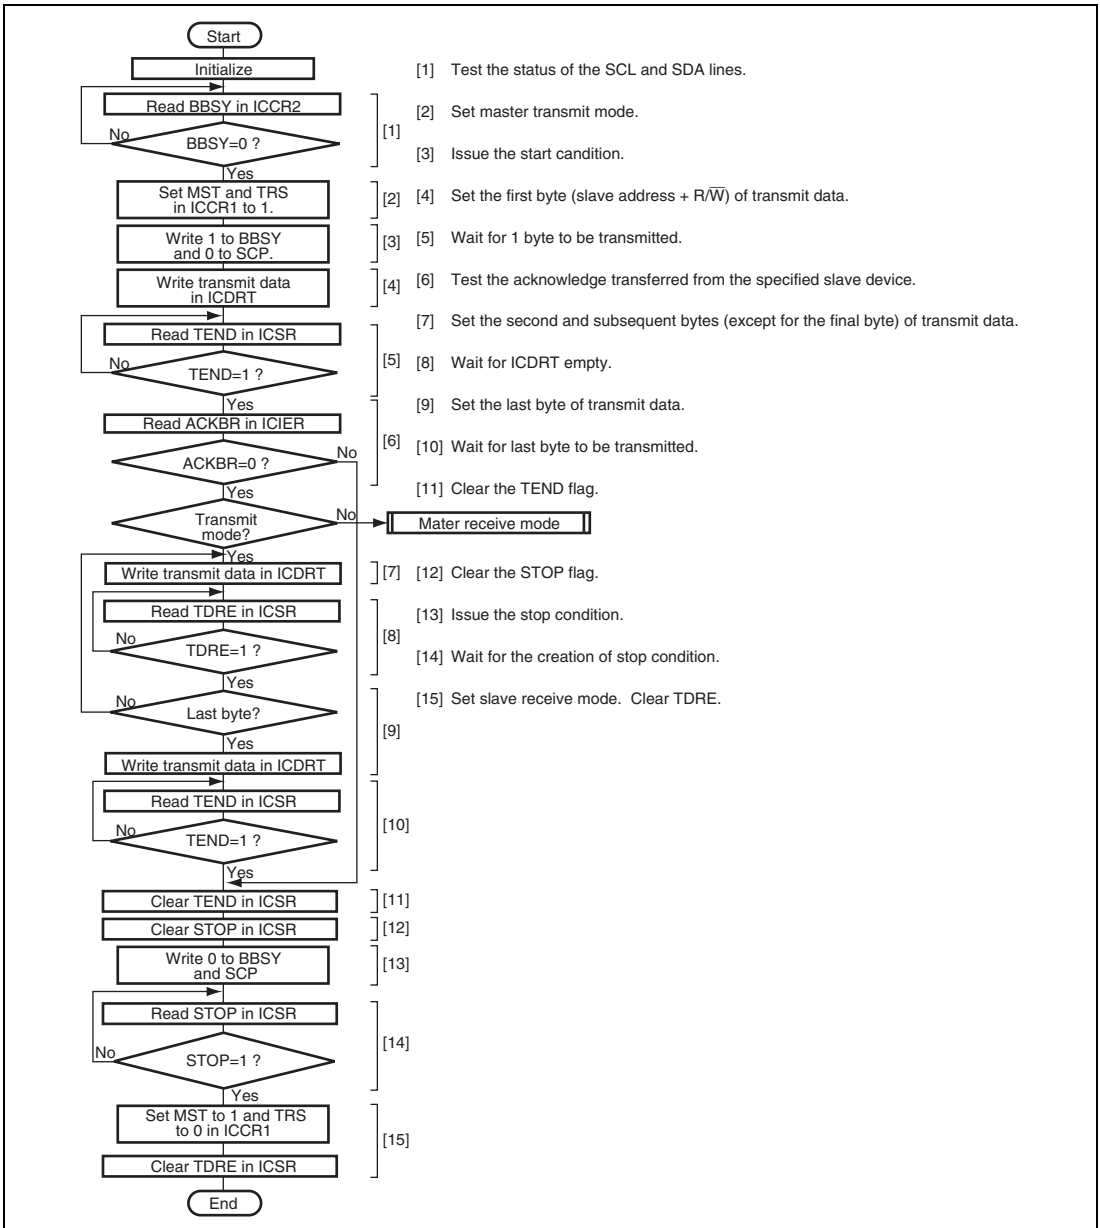 Start
Initialize
Read BBSY in ICCR2
No
BBSY=0 ?
[1]
Yes
Set MST and TRS
in ICCR1 to 1.
[2]
Write 1 to BBSY
and 0 to SCP.
[3]
Write transmit data
in ICDRT
[4]
Read TEND in ICSR
No
TEND=1 ?
[5]
Yes
Read ACKBR in ICIER
[6]
No
ACKBR=0 ?
Yes
Transmit
mode?
No
Mater receive mode
Yes
Write transmit data in ICDRT
[7]
Read TDRE in ICSR
No
TDRE=1 ?
[8]
Yes
No
Last byte?
[9]
Yes
Write transmit data in ICDRT
Read TEND in ICSR
No
TEND=1 ?
[10]
Yes
Clear TEND in ICSR
[11]
Clear STOP in ICSR
[12]
Write 0 to BBSY
and SCP
[13]
Read STOP in ICSR
No
STOP=1 ?
[14]
Yes
Set MST to 1 and TRS
to 0 in ICCR1
[15]
Clear TDRE in ICSR
End
[1] Test the status of the SCL and SDA lines.
[2] Set master transmit mode.
[3] Issue the start candition.
[4] Set the first byte (slave address + R/W̅) of transmit data.
[5] Wait for 1 byte to be transmitted.
[6] Test the acknowledge transferred from the specified slave device.
[7] Set the second and subsequent bytes (except for the final byte) of transmit data.
[8] Wait for ICDRT empty.
[9] Set the last byte of transmit data.
[10] Wait for last byte to be transmitted.
[11] Clear the TEND flag.
[12] Clear the STOP flag.
[13] Issue the stop condition.
[14] Wait for the creation of stop condition.
[15] Set slave receive mode. Clear TDRE.